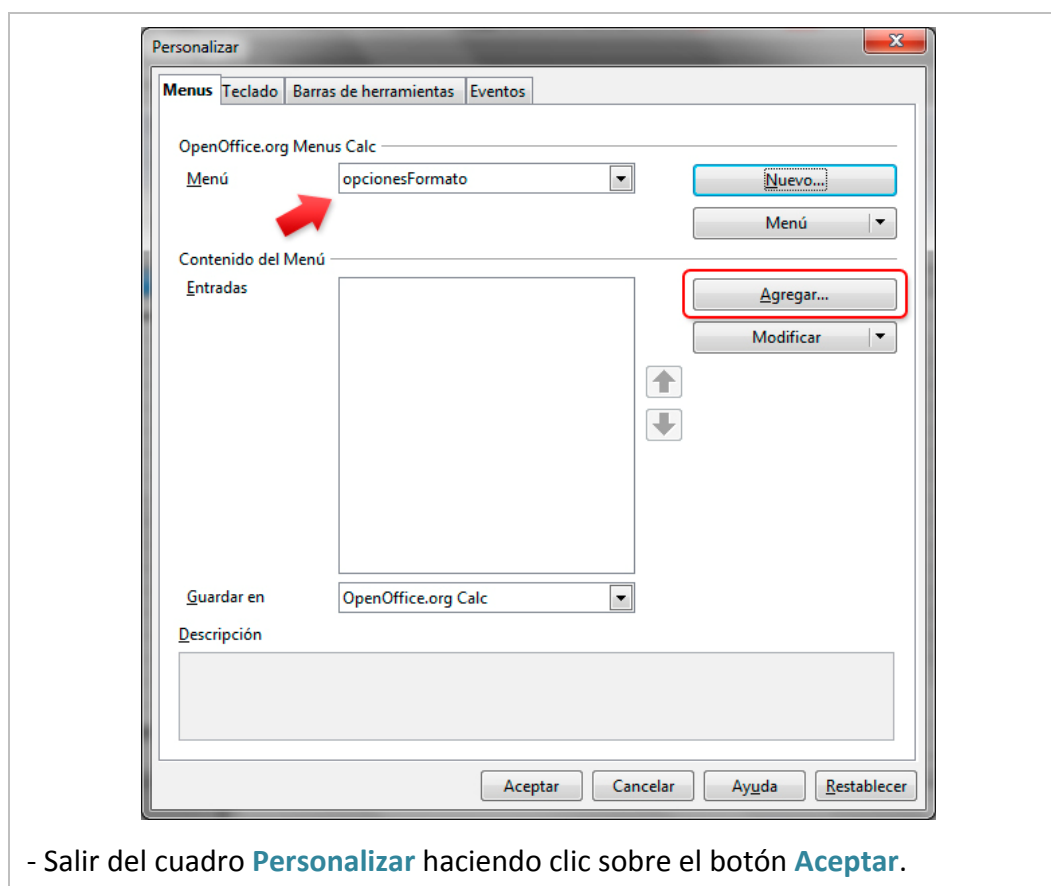 Personalizar
Menus Teclado Barras de herramientas Eventos
OpenOffice.org Menus Calc
Menú opcionesFormato Nuevo...
Menú
Contenido del Menú
Entradas Agregar...
Modificar
Guardar en OpenOffice.org Calc
Descripción
Aceptar Cancelar Ayuda Restablecer
- Salir del cuadro Personalizar haciendo clic sobre el botón Aceptar.